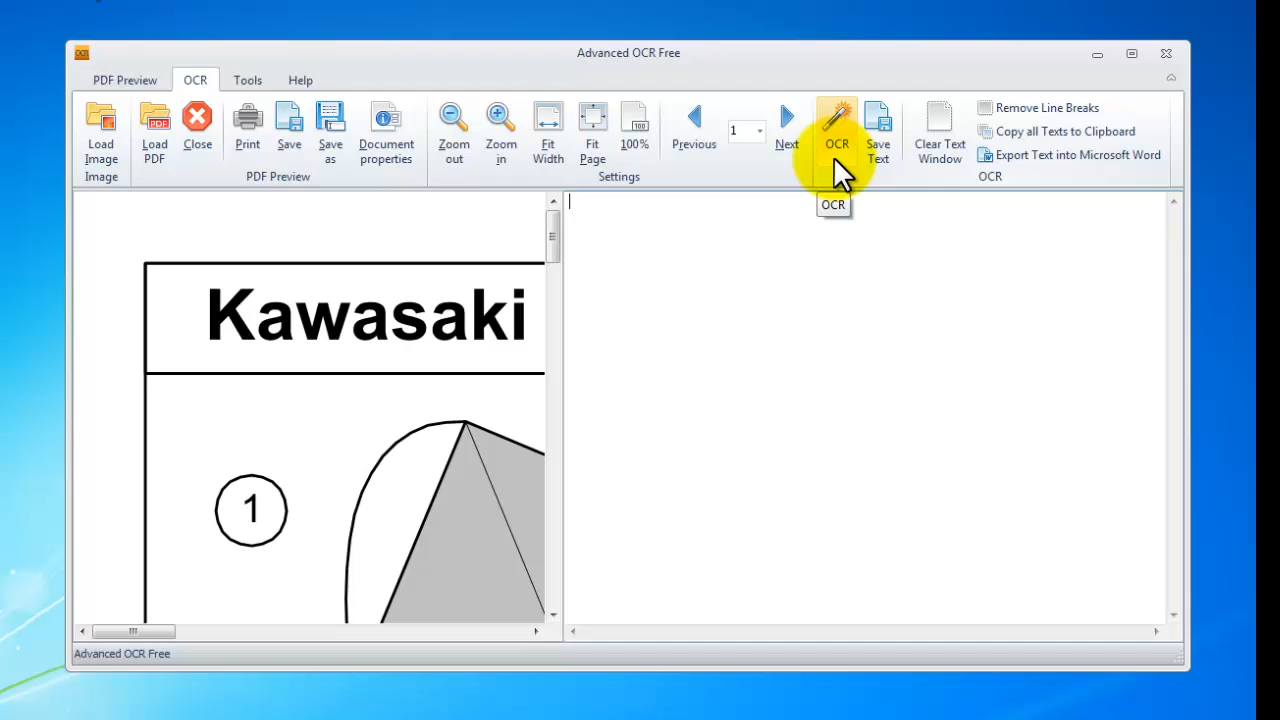 OCR
Advanced OCR Free
PDF Preview OCR Tools Help
Load Image
Load PDF
Close
Print
Save
Save as
Document properties
Zoom out
Zoom in
Fit Width
Fit Page
100
100%
Previous
1
Next
OCR
Save Text
Clear Text Window
Remove Line Breaks
Copy all Texts to Clipboard
Export Text into Microsoft Word
Image PDF Preview Settings OCR
OCR
Kawasaki
1
Advanced OCR Free